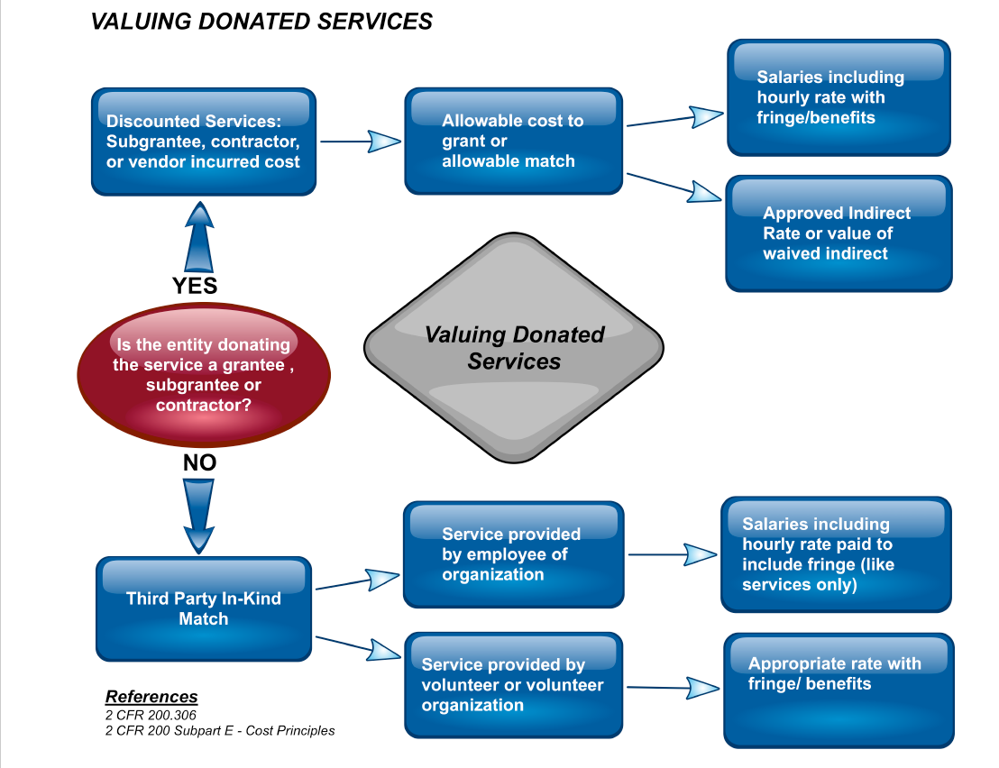 VALUING DONATED SERVICES
Discounted Services:
Subgrantee, contractor,
or vendor incurred cost
Allowable cost to
grant or
allowable match
Salaries including
hourly rate with
fringe/benefits
Approved Indirect
Rate or value of
waived indirect
YES
Is the entity donating
the service a grantee ,
subgrantee or
contractor?
NO
Valuing Donated
Services
Third Party In-Kind
Match
Service provided
by employee of
organization
Salaries including
hourly rate paid to
include fringe (like
services only)
Service provided by
volunteer or volunteer
organization
Appropriate rate with
fringe/ benefits
References
2 CFR 200.306
2 CFR 200 Subpart E - Cost Principles